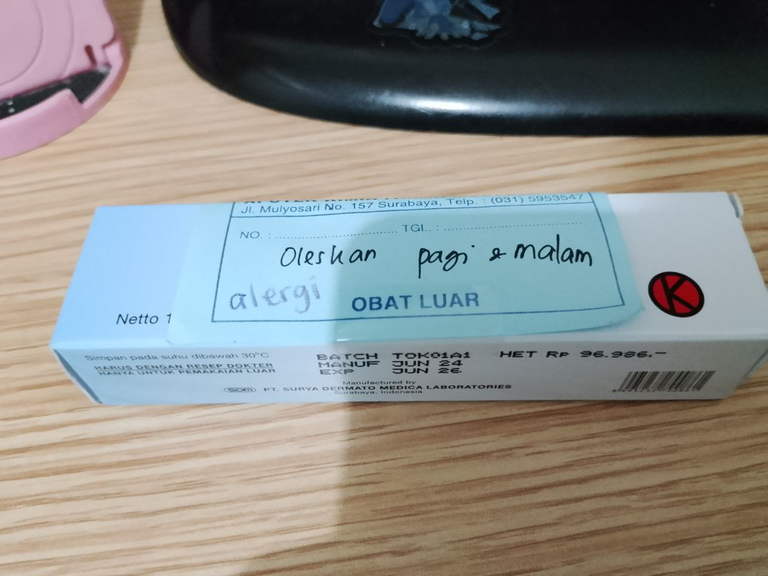 Jl. Mulyosari No. 157 Surabaya, Telp. : (031) 5953547
NO. : ........................... TGL. : ...........................
Oleskan pagi & malam
alergi
OBAT LUAR
K
Netto 1
Simpan pada suhu dibawah 30°C
HARUS DENGAN RESEP DOKTER
HANYA UNTUK PEMAKAIAN LUAR
BATCH TOK01A1 HET Rp 96.986.-
MANUF JUN 24
EXP JUN 26
Manufactured by
PT. SURYA DERMATO MEDICA LABORATORIES
Surabaya, Indonesia